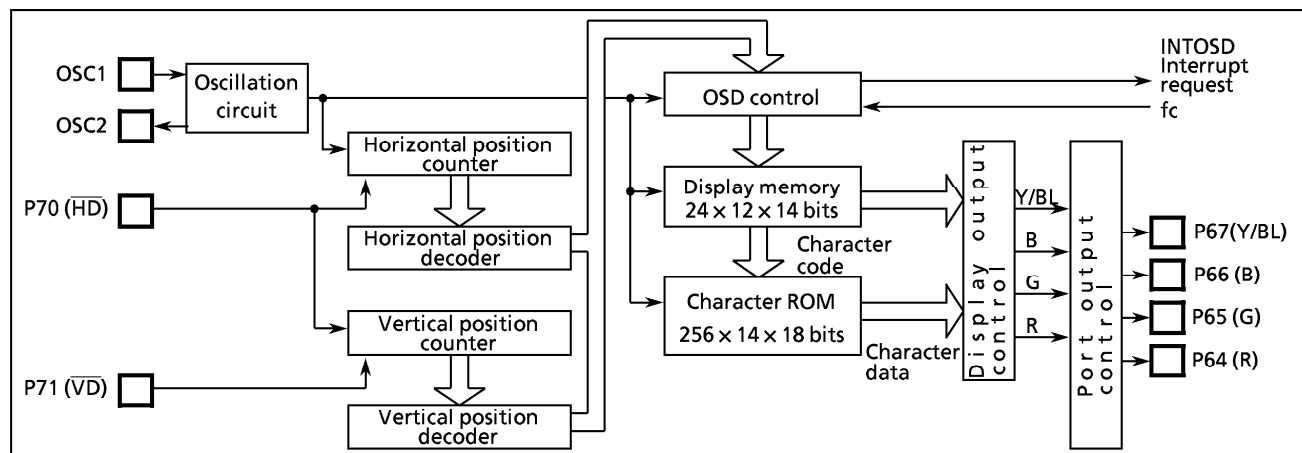 OSC1
OSC2
Oscillation
circuit
P70 (HD)
P71 (VD)
Horizontal position
counter
Horizontal position
decoder
Vertical position
counter
Vertical position
decoder
OSD control
INTOSD
Interrupt
request
fc
Display memory
24 × 12 × 14 bits
Character
code
Character ROM
256 × 14 × 18 bits
Character
data
Display output
control
Y/BL
B
G
R
Port output
control
P67(Y/BL)
P66 (B)
P65 (G)
P64 (R)